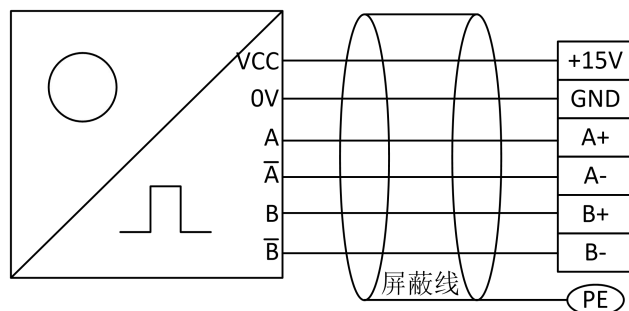 VCC +15V
0V GND
A A+
A̅ A-
B B+
B̅ B-
屏蔽线
PE